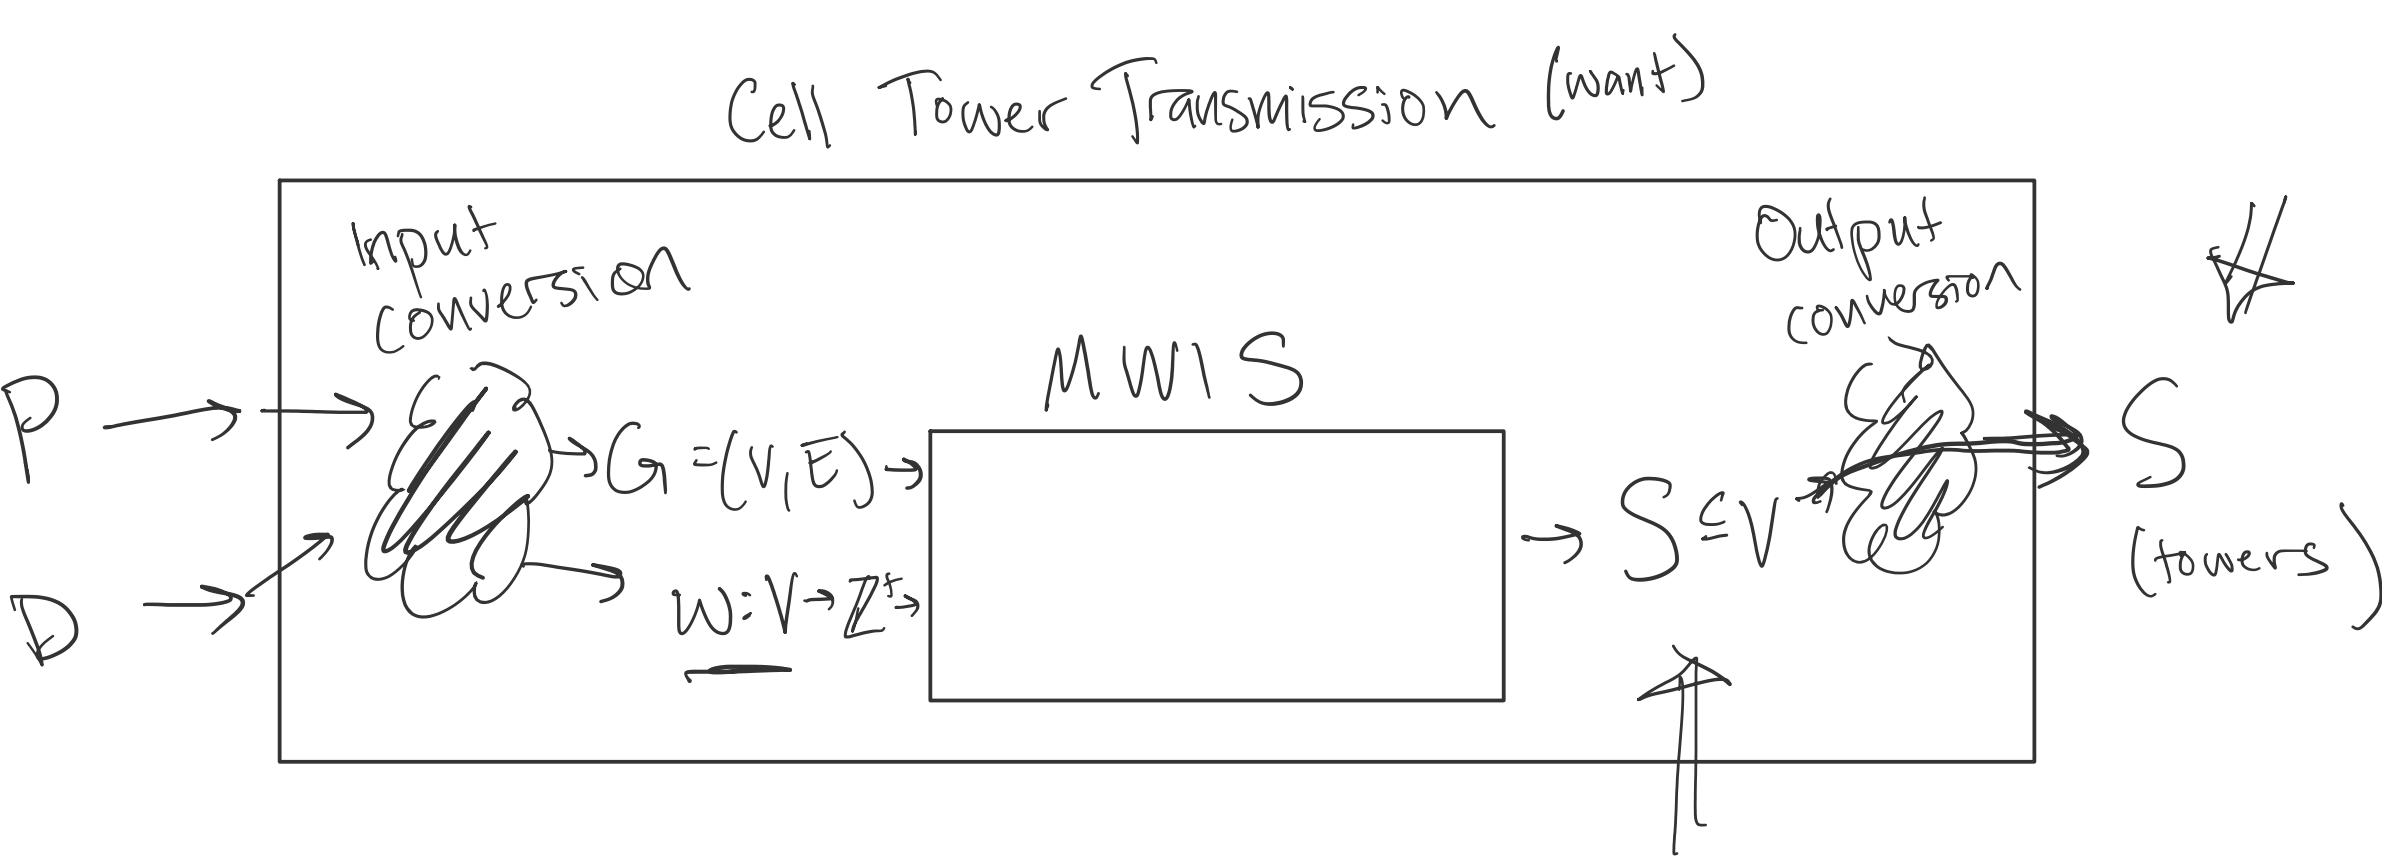 Cell Tower Transmission (want)
Input
conversion
Output
conversion
MWIS
P
G = (V, E)
S ⊆ V
S
(towers)
D
w: V → Z⁺